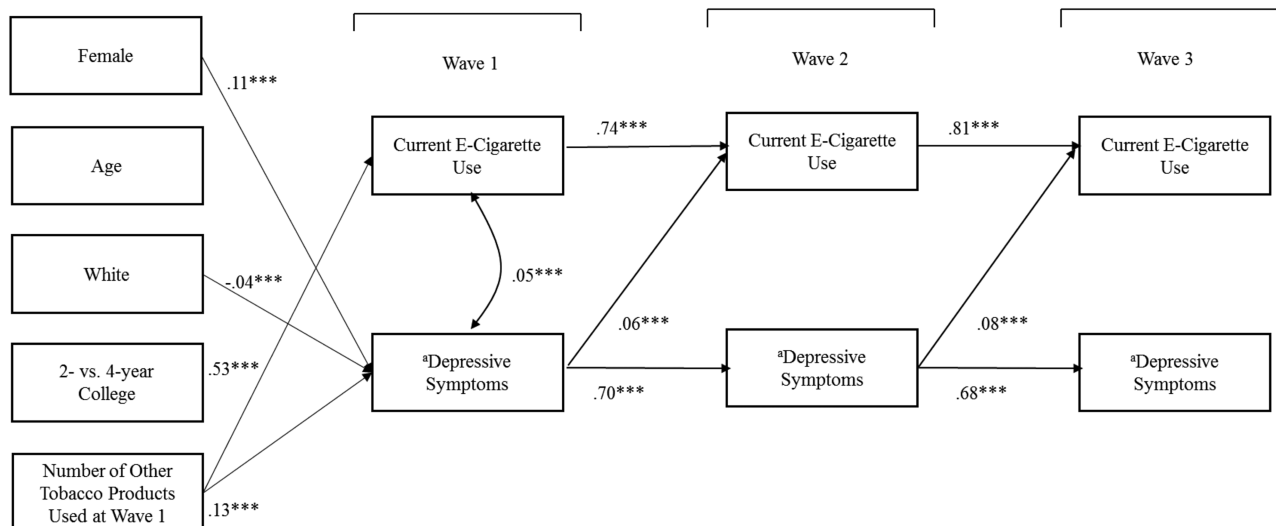 Wave 1
Wave 2
Wave 3
Female
Age
White
2- vs. 4-year
College
Number of Other
Tobacco Products
Used at Wave 1
.11***
-.04***
.53***
.13***
Current E-Cigarette
Use
.05***
ᵃDepressive
Symptoms
.74***
.06***
.70***
Current E-Cigarette
Use
ᵃDepressive
Symptoms
.81***
.08***
.68***
Current E-Cigarette
Use
ᵃDepressive
Symptoms